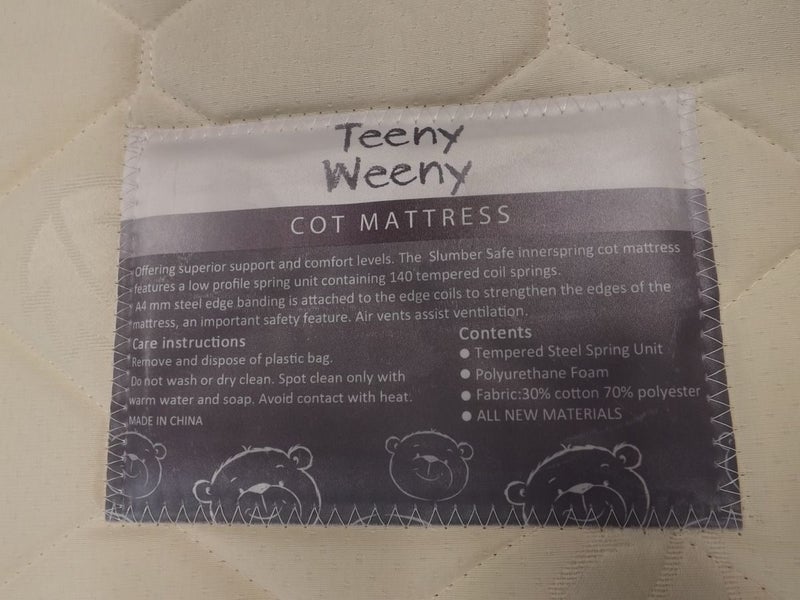 Teeny
Weeny
COT MATTRESS
Offering superior support and comfort levels. The Slumber Safe innerspring cot mattress
features a low profile spring unit containing 140 tempered coil springs.
A4 mm steel edge banding is attached to the edge coils to strengthen the edges of the
mattress, an important safety feature. Air vents assist ventilation.
Care instructions
Remove and dispose of plastic bag.
Do not wash or dry clean. Spot clean only with
warm water and soap. Avoid contact with heat.
MADE IN CHINA
Contents
● Tempered Steel Spring Unit
● Polyurethane Foam
● Fabric:30% cotton 70% polyester
● ALL NEW MATERIALS